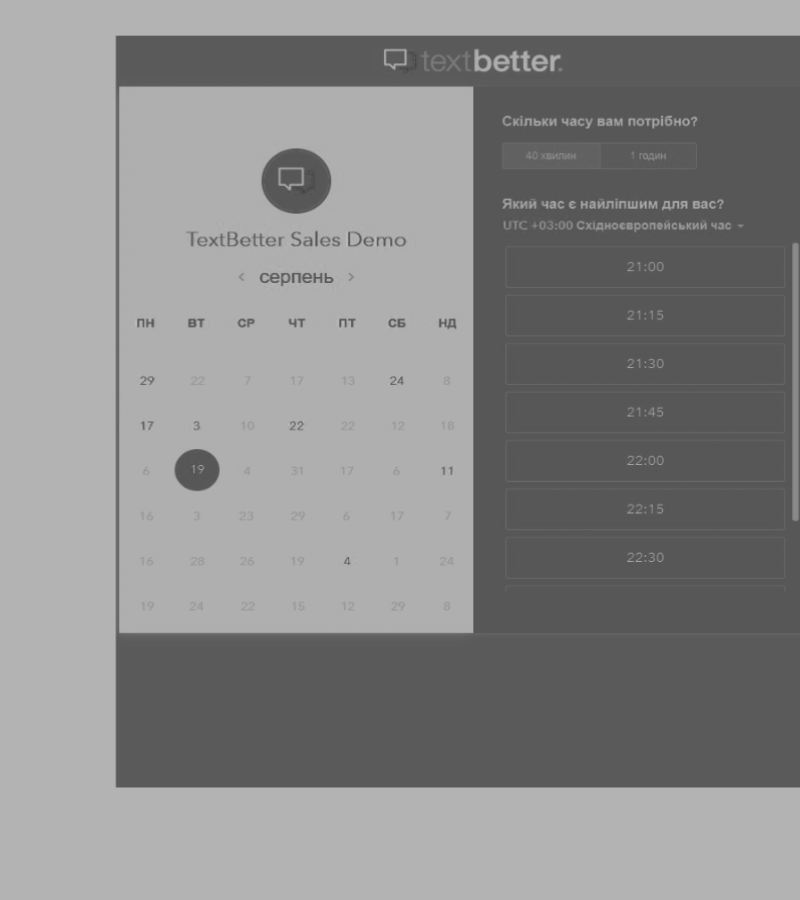 textbetter.
TextBetter Sales Demo
< серпень >
ПН ВТ СР ЧТ ПТ СБ НД
29 22 7 17 13 24 8
17 3 10 22 22 12 18
6 19 4 31 17 6 11
16 3 23 29 6 17 7
16 28 26 19 4 1 24
19 24 22 15 12 29 8
Скільки часу вам потрібно?
40 хвилин 1 годин
Який час є найліпшим для вас?
UTC +03:00 Східноєвропейський час
21:00
21:15
21:30
21:45
22:00
22:15
22:30